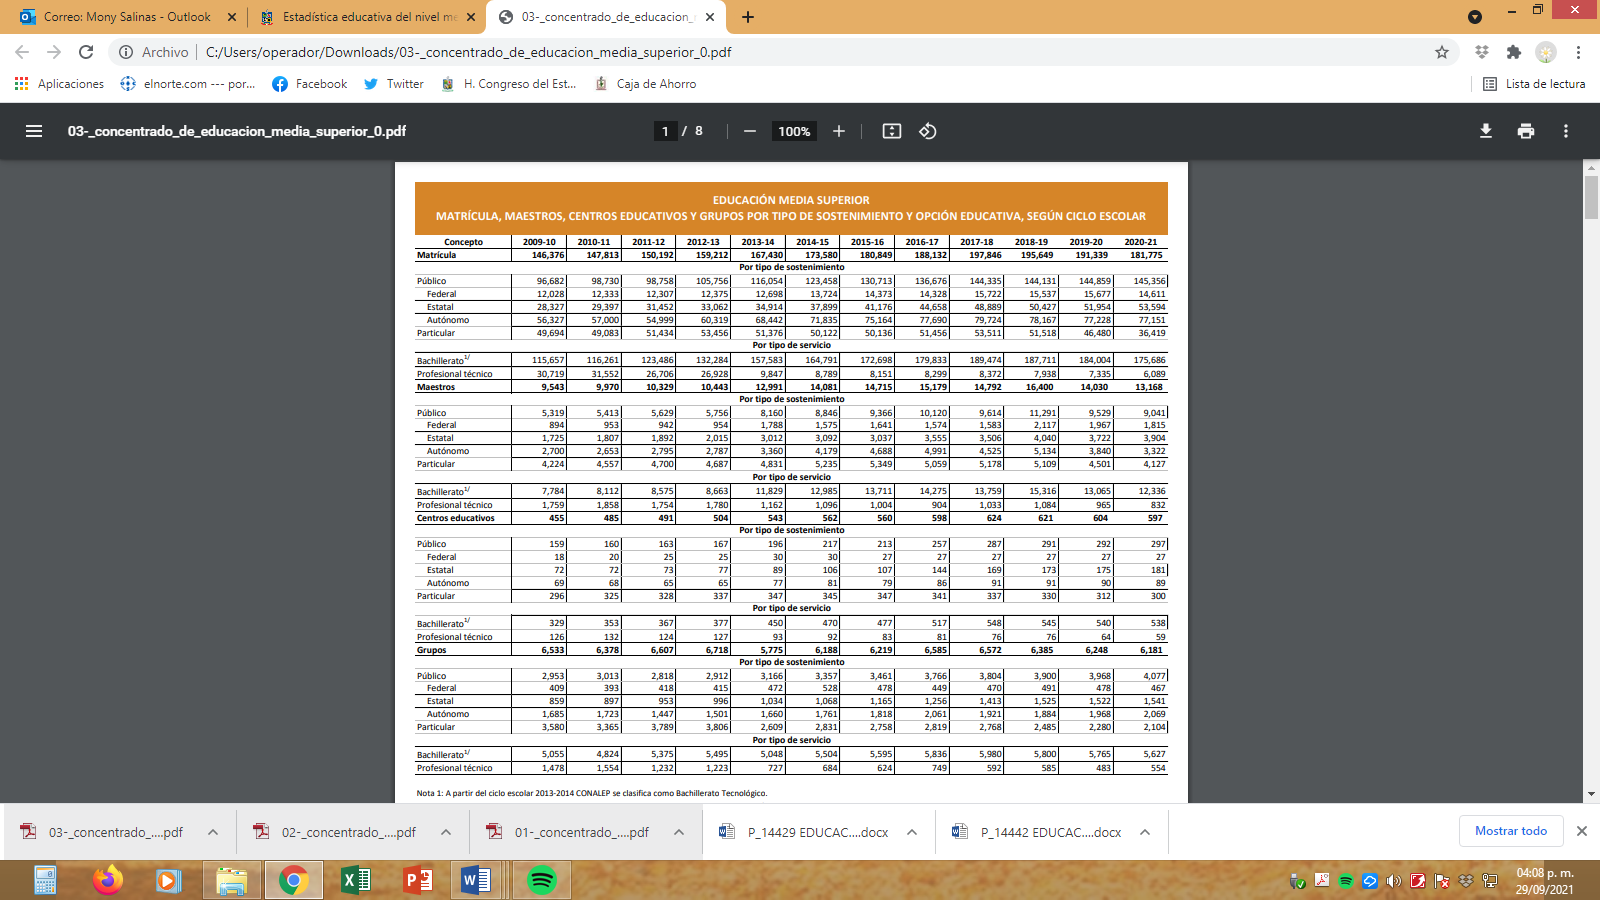 Correo: Mony Salinas - Outlook
Estadística educativa del nivel me
03-_concentrado_de_educacion_
Archivo C:/Users/operador/Downloads/03-_concentrado_de_educacion_media_superior_0.pdf
Aplicaciones elnorte.com --- por... Facebook Twitter H. Congreso del Est... Caja de Ahorro Lista de lectura
03-_concentrado_de_educacion_media_superior_0.pdf 1 / 8 100%
EDUCACIÓN MEDIA SUPERIOR
MATRÍCULA, MAESTROS, CENTROS EDUCATIVOS Y GRUPOS POR TIPO DE SOSTENIMIENTO Y OPCIÓN EDUCATIVA, SEGÚN CICLO ESCOLAR
Concepto 2009-10 2010-11 2011-12 2012-13 2013-14 2014-15 2015-16 2016-17 2017-18 2018-19 2019-20 2020-21
Matrícula 146,376 147,813 150,192 159,212 167,430 173,580 180,849 188,132 197,846 195,649 191,339 181,775
Por tipo de sostenimiento
Público 96,682 98,730 98,758 105,756 116,054 123,458 130,713 136,676 144,335 144,131 144,859 145,356
Federal 12,028 12,333 12,307 12,375 12,698 13,724 14,373 14,328 15,722 15,537 15,677 14,611
Estatal 28,327 29,397 31,452 33,062 34,914 37,899 41,176 44,658 48,889 50,427 51,954 53,594
Autónomo 56,327 57,000 54,999 60,319 68,442 71,835 75,164 77,690 79,724 78,167 77,228 77,151
Particular 49,694 49,083 51,434 53,456 51,376 50,122 50,136 51,456 53,511 51,518 46,480 36,419
Por tipo de servicio
Bachillerato1/ 115,657 116,261 123,486 132,284 157,583 164,791 172,698 179,833 189,474 187,711 184,004 175,686
Profesional técnico 30,719 31,552 26,706 26,928 9,847 8,789 8,151 8,299 8,372 7,938 7,335 6,089
Maestros 9,543 9,970 10,329 10,443 12,991 14,081 14,715 15,179 14,792 16,400 14,030 13,168
Por tipo de sostenimiento
Público 5,319 5,413 5,629 5,756 8,160 8,846 9,366 10,120 9,614 11,291 9,529 9,041
Federal 894 953 942 954 1,788 1,575 1,641 1,574 1,583 2,117 1,967 1,815
Estatal 1,725 1,807 1,892 2,015 3,012 3,092 3,037 3,555 3,506 4,040 3,722 3,904
Autónomo 2,700 2,653 2,795 2,787 3,360 4,179 4,688 4,991 4,525 5,134 3,840 3,322
Particular 4,224 4,557 4,700 4,687 4,831 5,235 5,349 5,059 5,178 5,109 4,501 4,127
Por tipo de servicio
Bachillerato1/ 7,784 8,112 8,575 8,663 11,829 12,985 13,711 14,275 13,759 15,316 13,065 12,336
Profesional técnico 1,759 1,858 1,754 1,780 1,162 1,096 1,004 904 1,033 1,084 965 832
Centros educativos 455 485 491 504 543 562 560 598 624 621 604 597
Por tipo de sostenimiento
Público 159 160 163 167 196 217 213 257 287 291 292 297
Federal 18 20 25 25 30 30 27 27 27 27 27 27
Estatal 72 72 73 77 89 106 107 144 169 173 175 181
Autónomo 69 68 65 65 77 81 79 86 91 91 90 89
Particular 296 325 328 337 347 345 347 341 337 330 312 300
Por tipo de servicio
Bachillerato1/ 329 353 367 377 450 470 477 517 548 545 540 538
Profesional técnico 126 132 124 127 93 92 83 81 76 76 64 59
Grupos 6,533 6,378 6,607 6,718 5,775 6,188 6,219 6,585 6,572 6,385 6,248 6,181
Por tipo de sostenimiento
Público 2,953 3,013 2,818 2,912 3,166 3,357 3,461 3,766 3,804 3,900 3,968 4,077
Federal 409 393 418 415 472 528 478 449 470 491 478 467
Estatal 859 897 953 996 1,034 1,068 1,165 1,256 1,413 1,525 1,522 1,541
Autónomo 1,685 1,723 1,447 1,501 1,660 1,761 1,818 2,061 1,921 1,884 1,968 2,069
Particular 3,580 3,365 3,789 3,806 2,609 2,831 2,758 2,819 2,768 2,485 2,280 2,104
Por tipo de servicio
Bachillerato1/ 5,055 4,824 5,375 5,495 5,048 5,504 5,595 5,836 5,980 5,800 5,765 5,627
Profesional técnico 1,478 1,554 1,232 1,223 727 684 624 749 592 585 483 554
Nota 1: A partir del ciclo escolar 2013-2014 CONALEP se clasifica como Bachillerato Tecnológico.
03-_concentrado_....pdf 02-_concentrado_....pdf 01-_concentrado_....pdf P_14429 EDUCAC....docx P_14442 EDUCAC....docx Mostrar todo
04:08 p. m.
29/09/2021